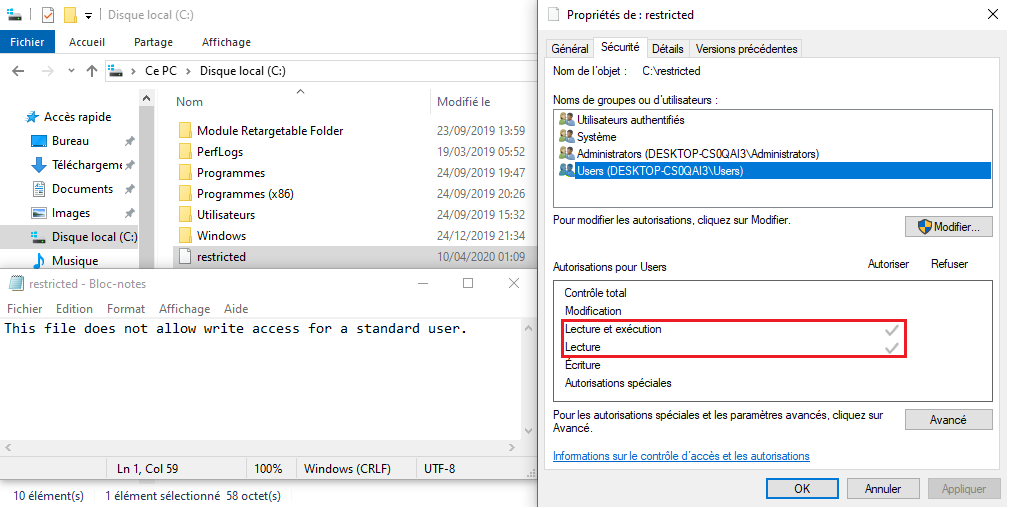 Disque local (C:)
Fichier Accueil Partage Affichage
Ce PC Disque local (C:)
Nom Modifié le
Accès rapide
Bureau
Téléchargeme
Documents
Images
Disque local (C:)
Musique
Module Retargetable Folder 23/09/2019 13:59
PerfLogs 19/03/2019 05:52
Programmes 24/09/2019 19:47
Programmes (x86) 24/09/2019 20:26
Utilisateurs 24/09/2019 15:32
Windows 24/12/2019 21:34
restricted 10/04/2020 01:09
restricted - Bloc-notes
Fichier Edition Format Affichage Aide
This file does not allow write access for a standard user.
Ln 1, Col 59 100% Windows (CRLF) UTF-8
10 élément(s) 1 élément sélectionné 58 octet(s)
Propriétés de : restricted
Général Sécurité Détails Versions précédentes
Nom de l'objet : C:\restricted
Noms de groupes ou d'utilisateurs :
Utilisateurs authentifiés
Système
Administrators (DESKTOP-CS0QAI3\Administrators)
Users (DESKTOP-CS0QAI3\Users)
Pour modifier les autorisations, cliquez sur Modifier.
Modifier...
Autorisations pour Users Autoriser Refuser
Contrôle total
Modification
Lecture et exécution
Lecture
Écriture
Autorisations spéciales
Pour les autorisations spéciales et les paramètres avancés, cliquez sur
Avancé.
Avancé
Informations sur le contrôle d'accès et les autorisations
OK Annuler Appliquer